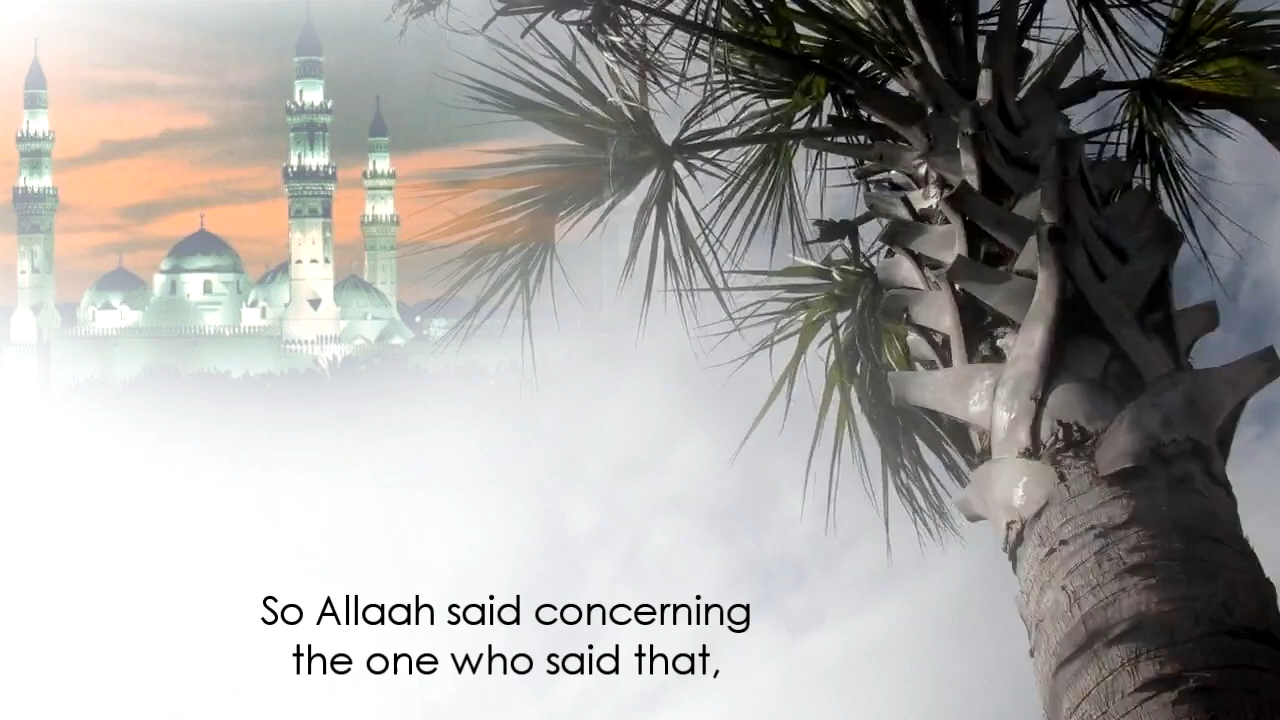 So Allaah said concerning
the one who said that,